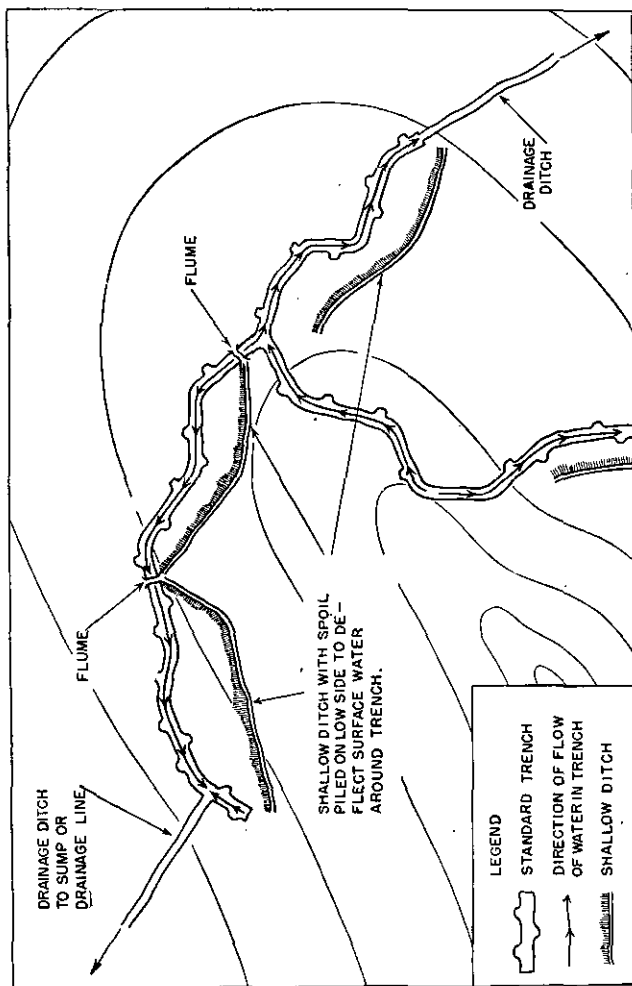 DRAINAGE DITCH
TO SUMP OR
DRAINAGE LINE
FLUME
FLUME
SHALLOW DITCH WITH SPOIL
PILED ON LOW SIDE TO DE-
FLECT SURFACE WATER
AROUND TRENCH.
DRAINAGE
DITCH
LEGEND
STANDARD TRENCH
DIRECTION OF FLOW
OF WATER IN TRENCH
SHALLOW DITCH